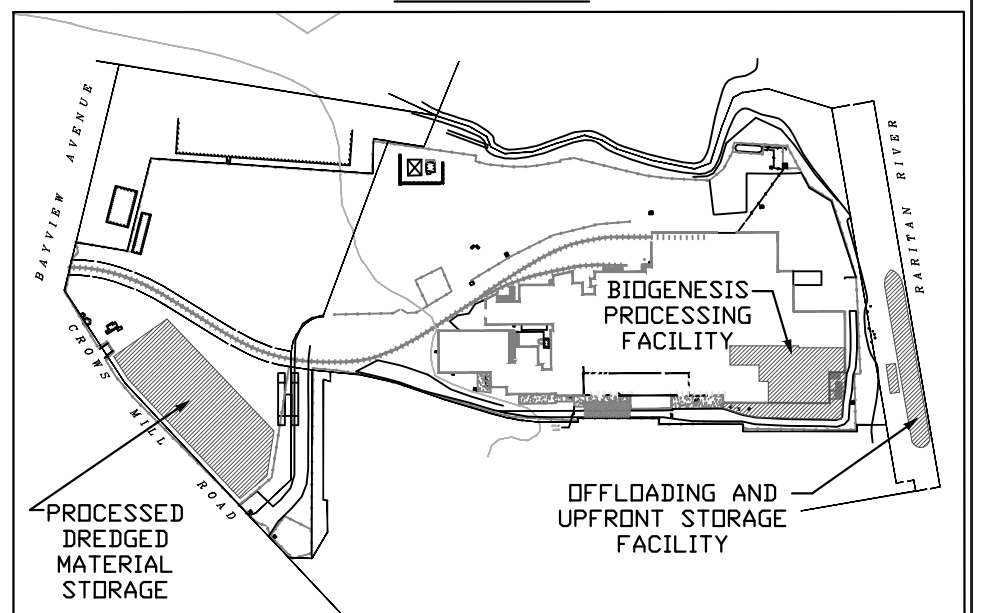 BAYVIEW AVENUE
RARITAN RIVER
BIOGENESIS
PROCESSING
FACILITY
CROWS MILL ROAD
OFFLOADING AND
UPFRONT STORAGE
FACILITY
PROCESSED
DREDGED
MATERIAL
STORAGE